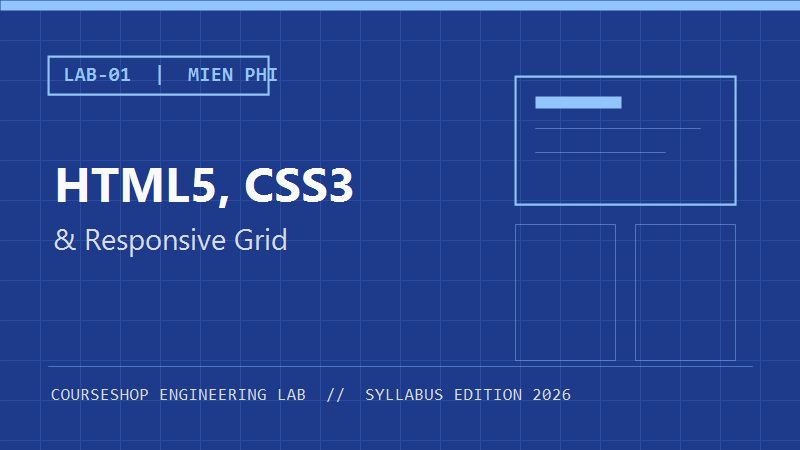 LAB-01 | MIEN PHI
HTML5, CSS3
& Responsive Grid
COURSESHOP ENGINEERING LAB // SYLLABUS EDITION 2026